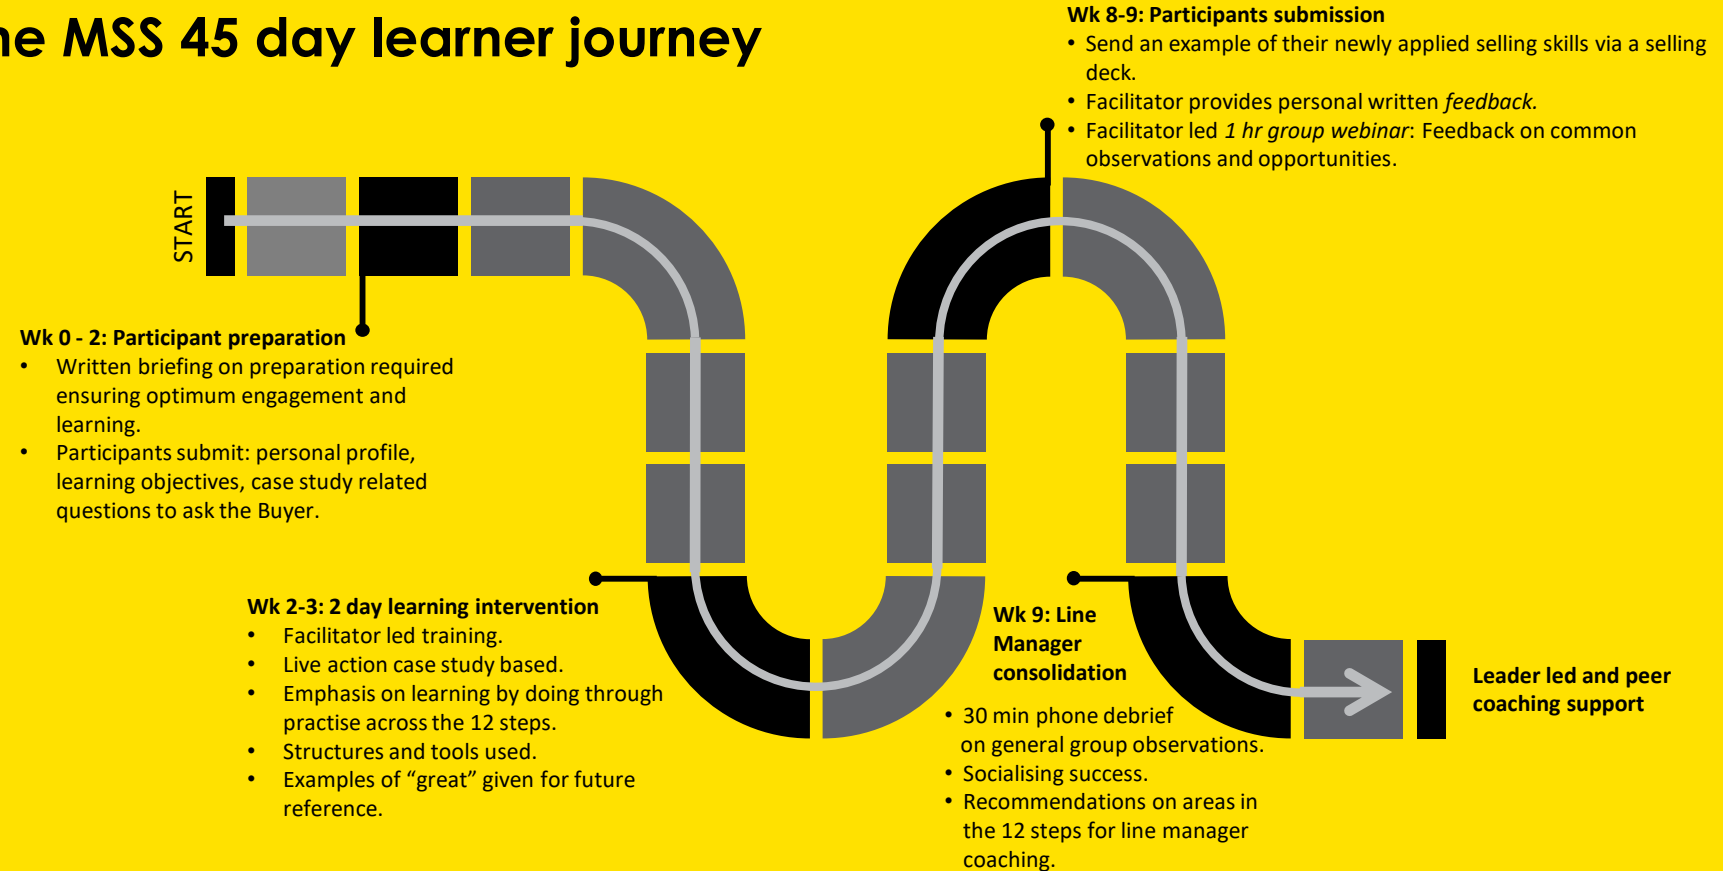 ne MSS 45 day learner journey
Wk 8-9: Participants submission
• Send an example of their newly applied selling skills via a selling
deck.
• Facilitator provides personal written feedback.
• Facilitator led 1 hr group webinar: Feedback on common
observations and opportunities.
START
Wk 0 - 2: Participant preparation
• Written briefing on preparation required
ensuring optimum engagement and
learning.
• Participants submit: personal profile,
learning objectives, case study related
questions to ask the Buyer.
Wk 2-3: 2 day learning intervention
• Facilitator led training.
• Live action case study based.
• Emphasis on learning by doing through
practise across the 12 steps.
• Structures and tools used.
• Examples of “great” given for future
reference.
Wk 9: Line
Manager
consolidation
• 30 min phone debrief
on general group observations.
• Socialising success.
• Recommendations on areas in
the 12 steps for line manager
coaching.
Leader led and peer
coaching support